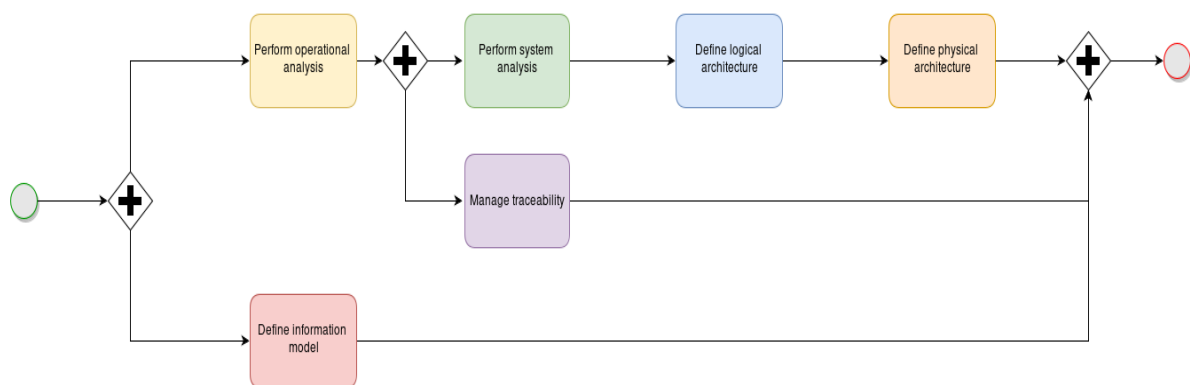 Perform operational
analysis
Perform system
analysis
Define logical
architecture
Define physical
architecture
Manage traceability
Define information
model